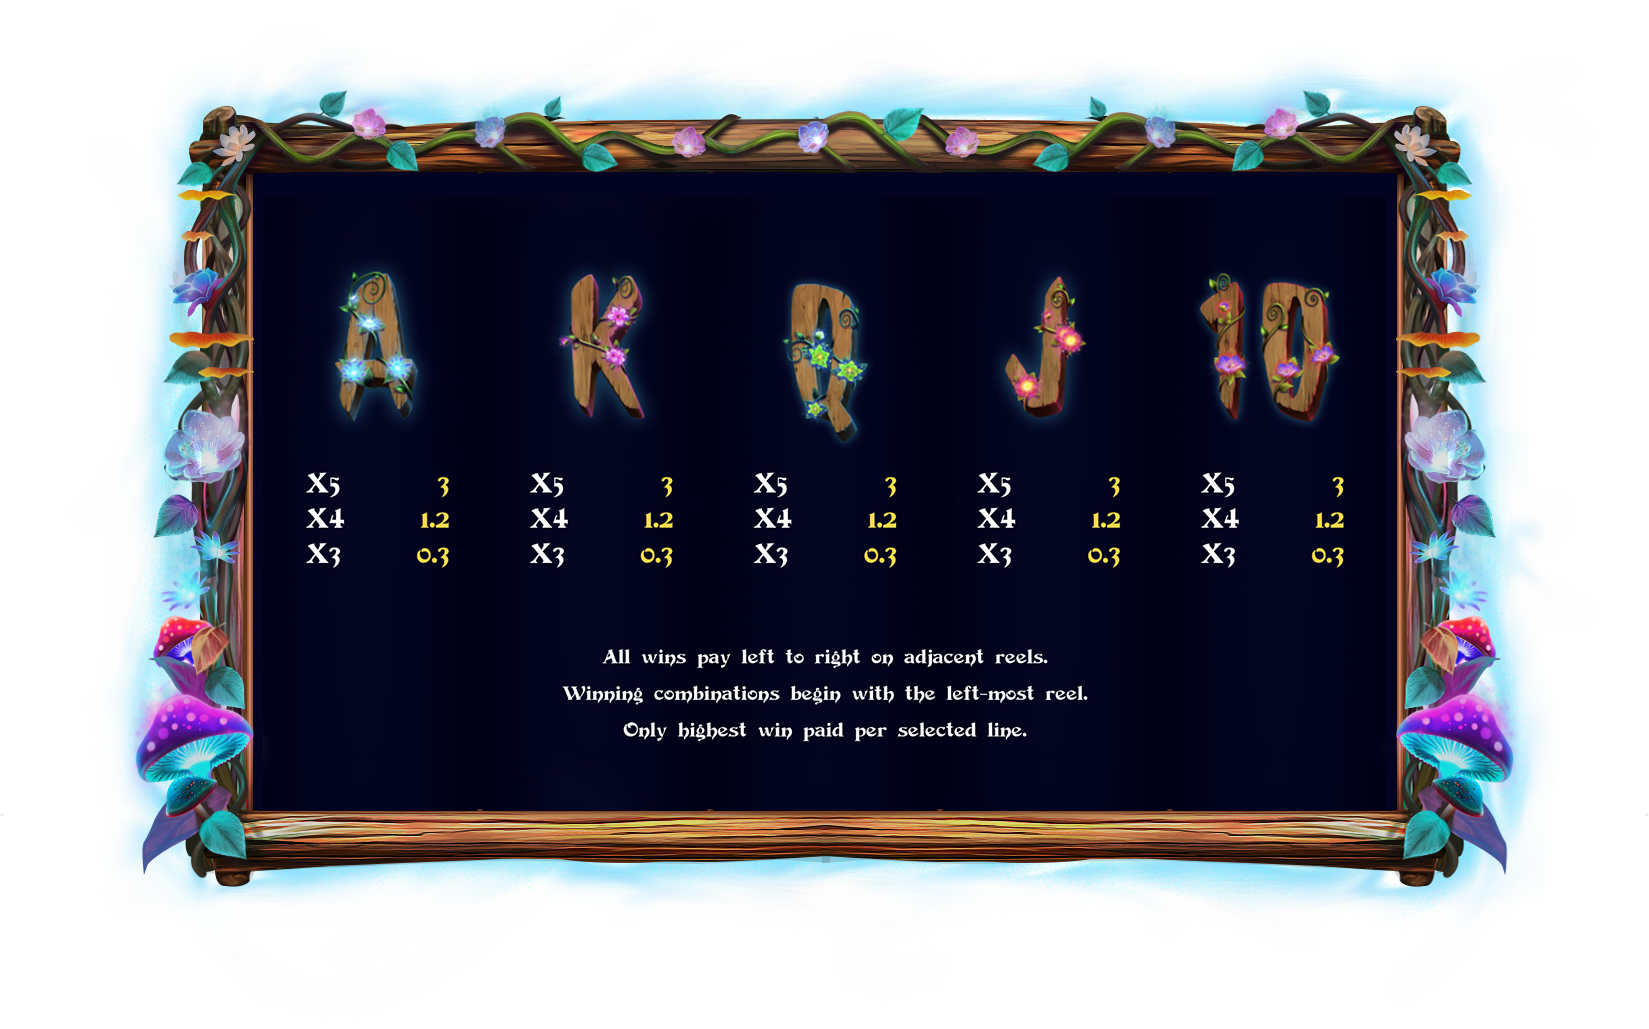 A K Q J 10
X5 3 X5 3 X5 3 X5 3 X5 3
X4 1.2 X4 1.2 X4 1.2 X4 1.2 X4 1.2
X3 0.3 X3 0.3 X3 0.3 X3 0.3 X3 0.3
All wins pay left to right on adjacent reels.
Winning combinations begin with the left-most reel.
Only highest win paid per selected line.